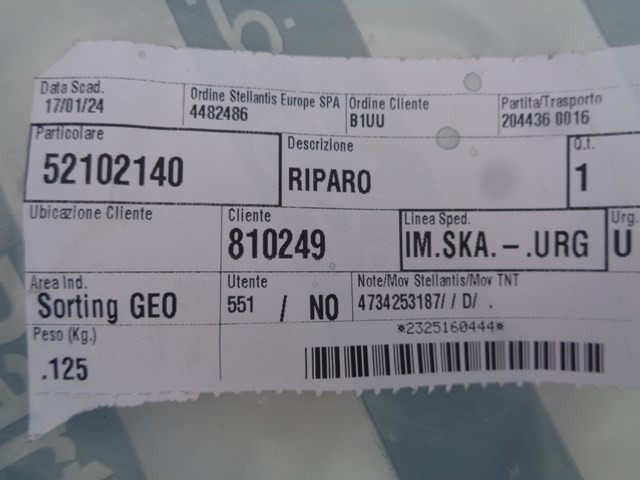 Data Scad.
17/01/24
Ordine Stellantis Europe SPA
4482486
Ordine Cliente
B1UU
Partita/Trasporto
204436 0016
Particolare
52102140
Descrizione
RIPARO
Q.t.
1
Ubicazione Cliente
Cliente
810249
Linea Sped.
IM.SKA. - .URG
Urg
U
Area Ind.
Sorting GEO
Utente
551 / NO
Note/Mov Stellantis/Mov TNT
4734253187/ / D/ .
Peso (Kg.)
.125
*2325160444*